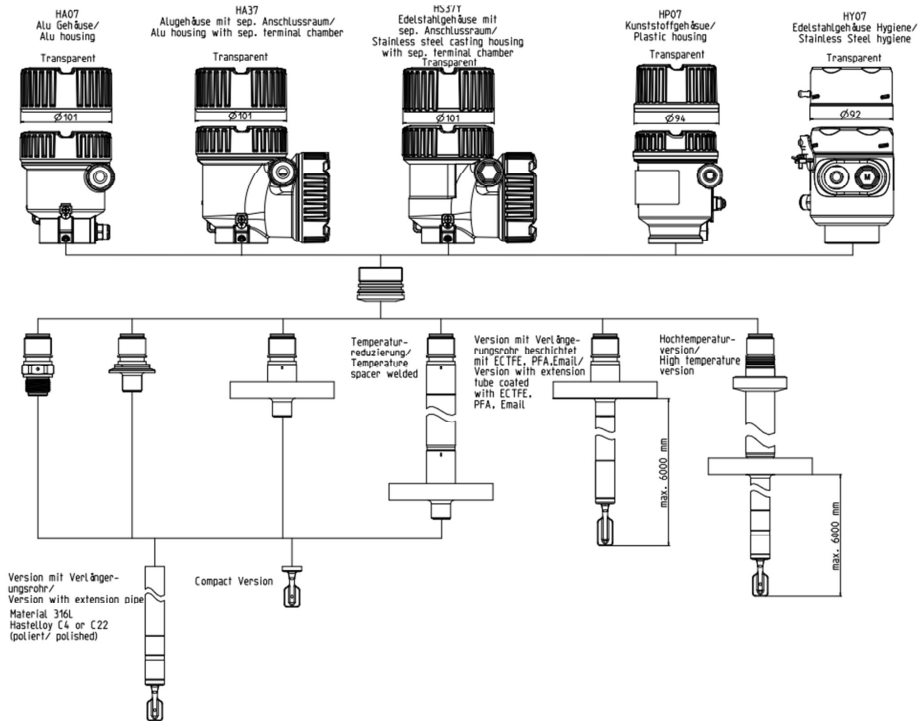 HA07
Alu Gehäuse/
Alu housing
Transparent
Ø101
HA37
Alugehäuse mit sep. Anschlussraum/
Alu housing with sep. terminal chamber
Transparent
Ø101
HS37Y
Edelstahlgehäuse mit
sep. Anschlussraum/
Stainless steel casting housing
with sep. terminal chamber
Transparent
Ø101
HP07
Kunststoffgehäsue/
Plastic housing
Transparent
Ø94
HY07
Edelstahlgehäuse Hygiene/
Stainless Steel hygiene
Transparent
Ø92
M
Temperatur-
reduzierung/
Temperature
spacer welded
Version mit Verlänge-
rungsrohr beschichtet
mit ECTFE, PFA,Email/
Version with extension
tube coated
with ECTFE,
PFA, Email
max. 6000 mm
Hochtemperatur-
version/
High temperature
version
max. 6000 mm
Version mit Verlänger-
ungsrohr/
Version with extension pipe
Material 316L
Hastelloy C4 or C22
(poliert/ polished)
Compact Version